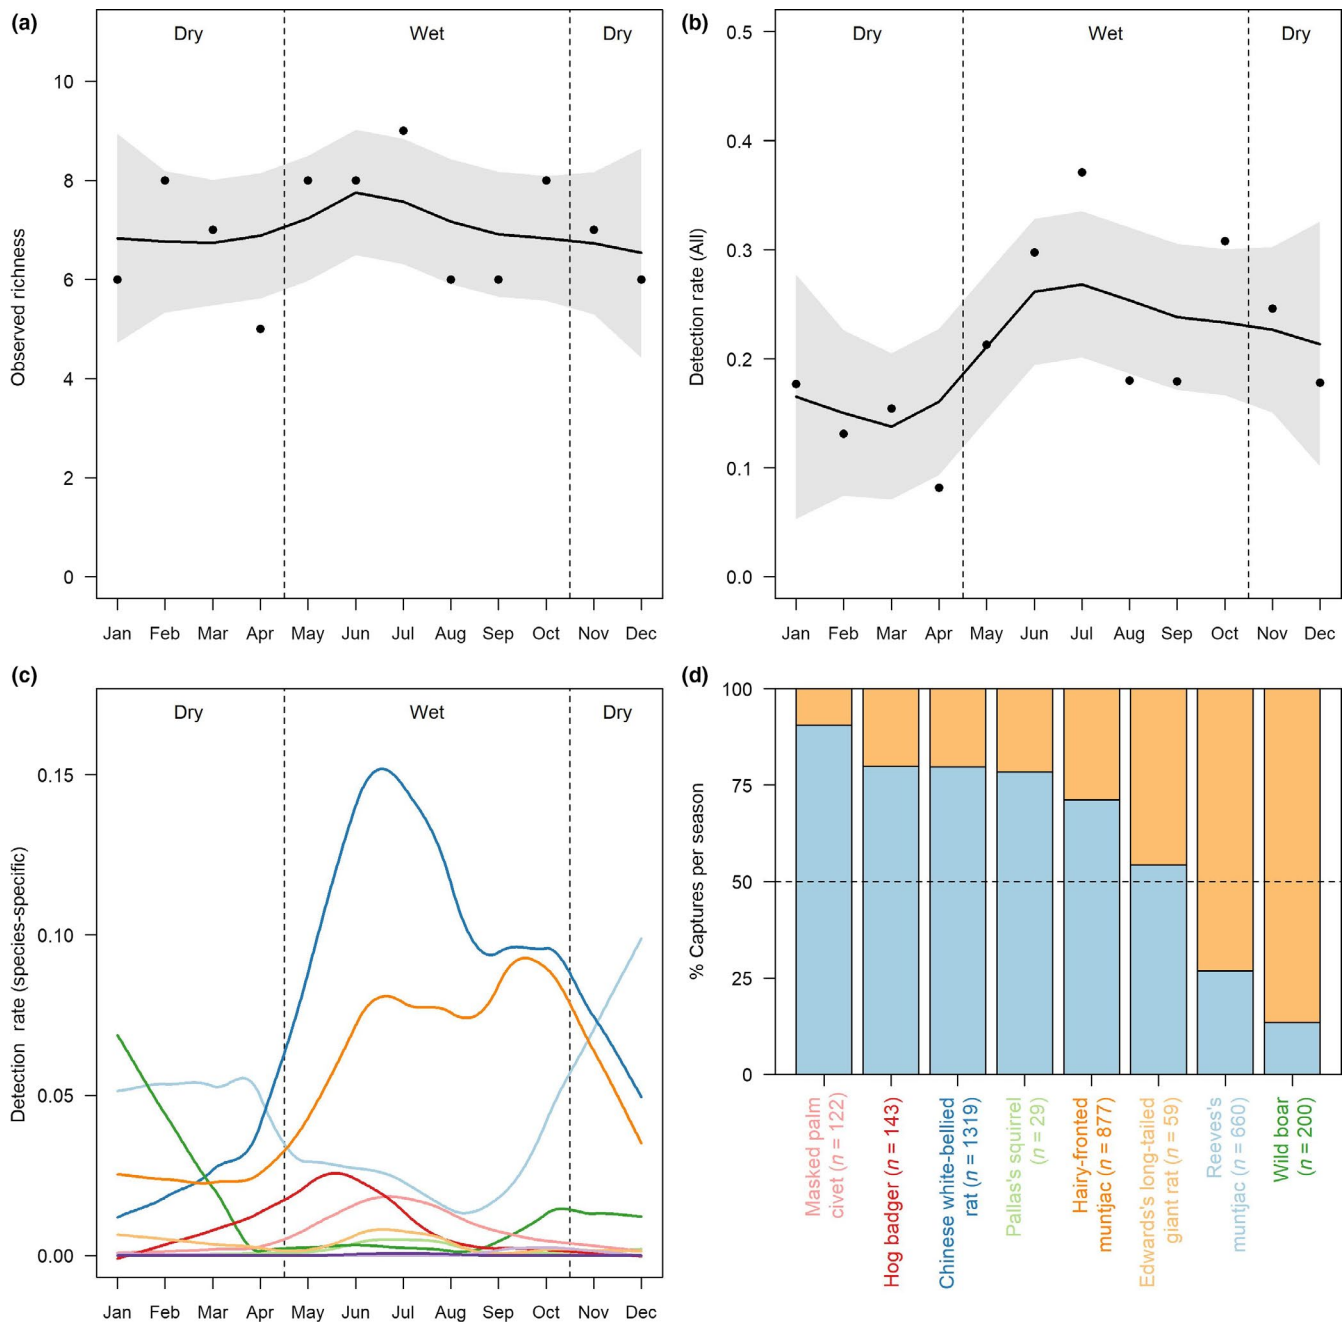 (a)
Dry
Wet
Dry
Observed richness
10
8
6
4
2
0
Jan Feb Mar Apr May Jun Jul Aug Sep Oct Nov Dec
(b)
Dry
Wet
Dry
Detection rate (All)
0.5
0.4
0.3
0.2
0.1
0.0
Jan Feb Mar Apr May Jun Jul Aug Sep Oct Nov Dec
(c)
Dry
Wet
Dry
Detection rate (species-specific)
0.15
0.10
0.05
0.00
Jan Feb Mar Apr May Jun Jul Aug Sep Oct Nov Dec
(d)
% Captures per season
100
75
50
25
0
Masked palm
civet (n = 122)
Hog badger (n = 143)
Chinese white-bellied
rat (n = 1319)
Pallas's squirrel
(n = 29)
Hairy-fronted
muntjac (n = 877)
Edwards's long-tailed
giant rat (n = 59)
Reeves's
muntjac (n = 660)
Wild boar
(n = 200)